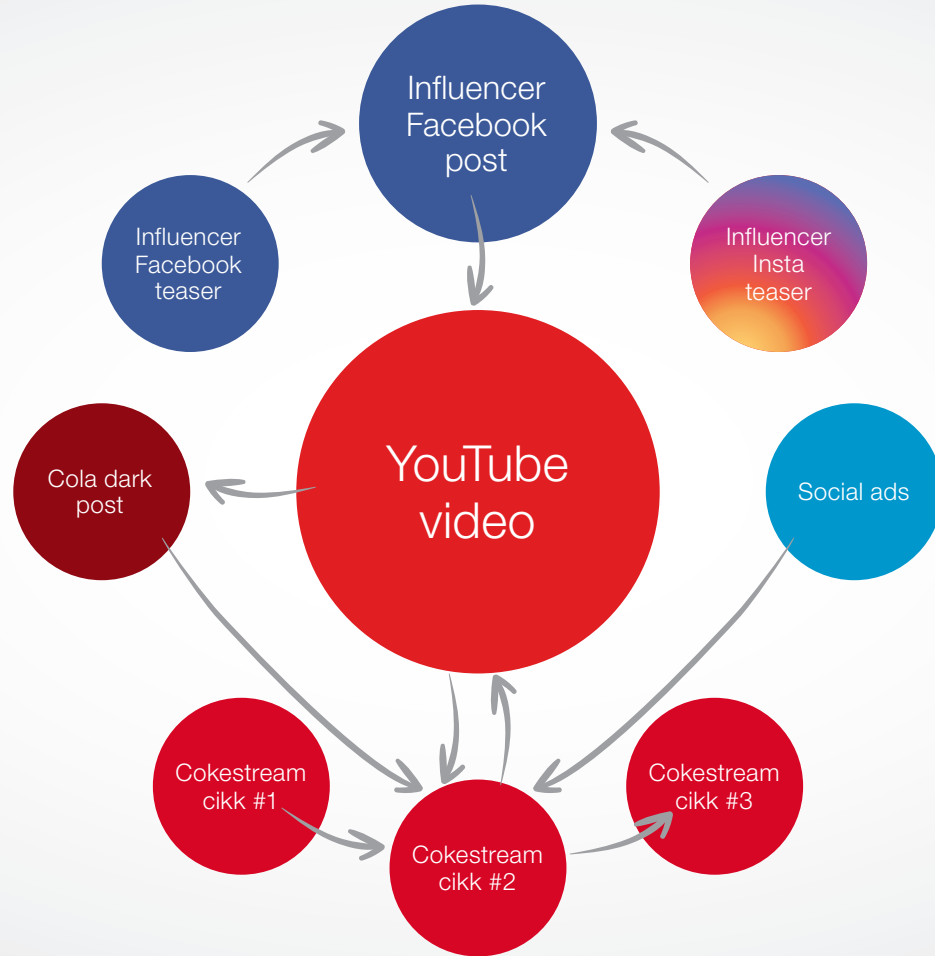 Influencer
Facebook
post
Influencer
Facebook
teaser
Influencer
Insta
teaser
YouTube
video
Cola dark
post
Social ads
Cokestream
cikk #1
Cokestream
cikk #2
Cokestream
cikk #3